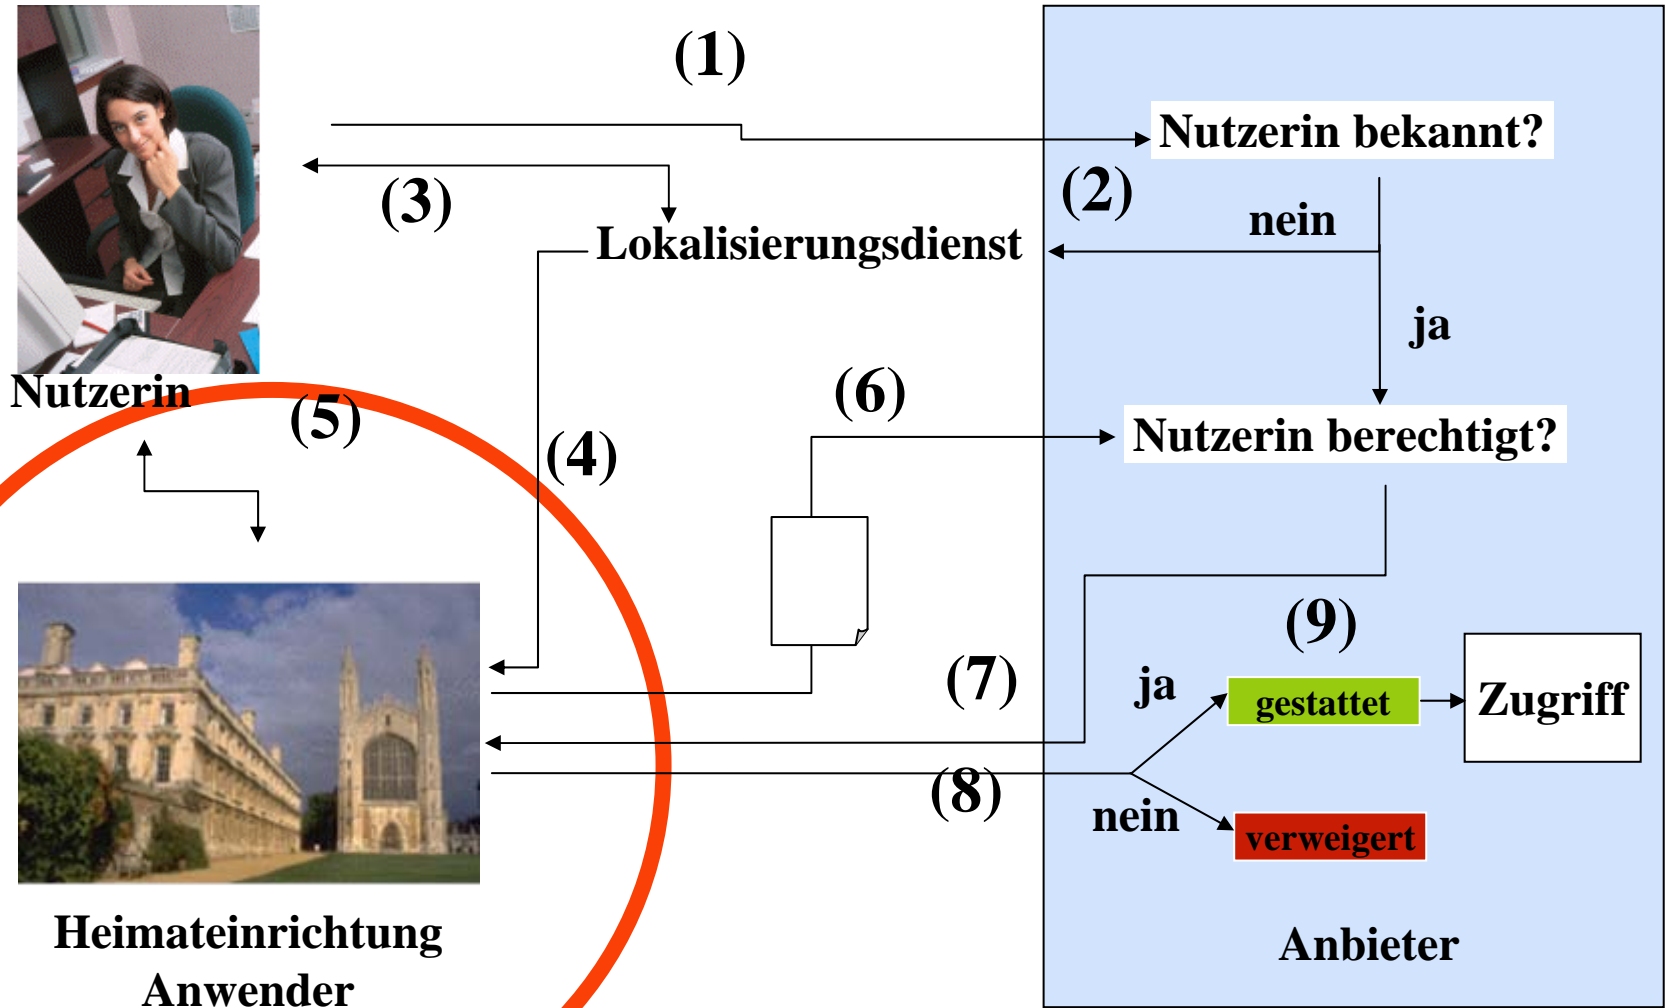 (1)
Nutzerin bekannt?
(2)
(3)
nein
Lokalisierungsdienst
ja
Nutzerin
(5)
(6)
(4)
Nutzerin berechtigt?
(9)
(7)
ja
gestattet
Zugriff
(8)
nein
verweigert
Heimateinrichtung
Anwender
Anbieter